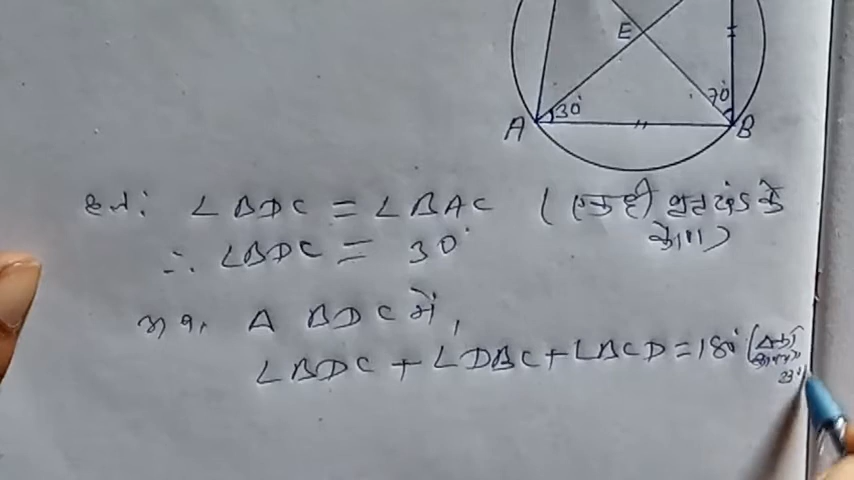 E
30°
70°
A
B
हल: ∠BDC = ∠BAC (एक ही वृतखंड के
कोण)
∴ ∠BDC = 30°
अब, Δ BDC में,
∠BDC + ∠DBC + ∠BCD = 180° (Δ के